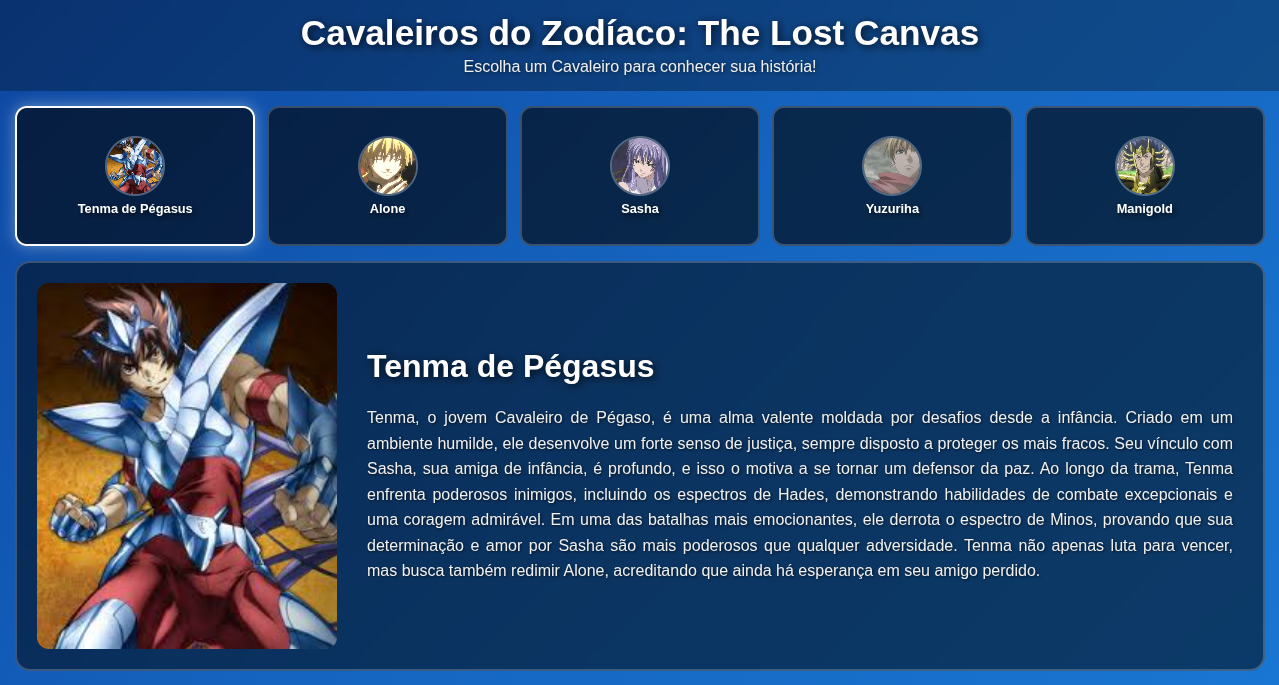 Cavaleiros do Zodíaco: The Lost Canvas
Escolha um Cavaleiro para conhecer sua história!
Tenma de Pégasus
Alone
Sasha
Yuzuriha
Manigold
Tenma de Pégasus
Tenma, o jovem Cavaleiro de Pégaso, é uma alma valente moldada por desafios desde a infância. Criado em um
ambiente humilde, ele desenvolve um forte senso de justiça, sempre disposto a proteger os mais fracos. Seu vínculo com
Sasha, sua amiga de infância, é profundo, e isso o motiva a se tornar um defensor da paz. Ao longo da trama, Tenma
enfrenta poderosos inimigos, incluindo os espectros de Hades, demonstrando habilidades de combate excepcionais e
uma coragem admirável. Em uma das batalhas mais emocionantes, ele derrota o espectro de Minos, provando que sua
determinação e amor por Sasha são mais poderosos que qualquer adversidade. Tenma não apenas luta para vencer,
mas busca também redimir Alone, acreditando que ainda há esperança em seu amigo perdido.